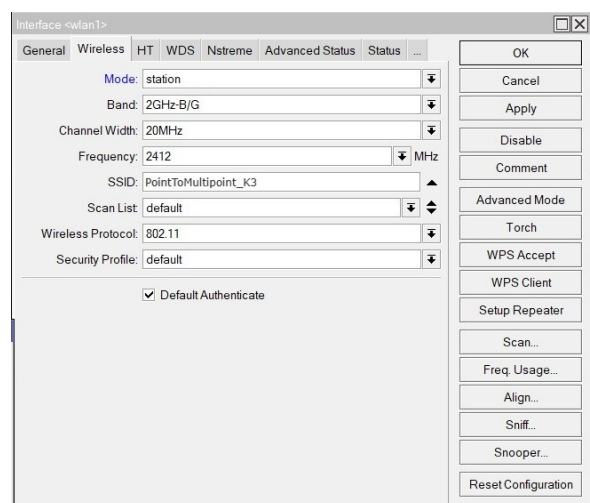 Interface <wlan1>
General Wireless HT WDS Nstreme Advanced Status Status ...
Mode: station
Band: 2GHz-B/G
Channel Width: 20MHz
Frequency: 2412 MHz
SSID: PointToMultipoint_K3
Scan List: default
Wireless Protocol: 802.11
Security Profile: default
Default Authenticate
OK
Cancel
Apply
Disable
Comment
Advanced Mode
Torch
WPS Accept
WPS Client
Setup Repeater
Scan...
Freq. Usage...
Align...
Sniff...
Snooper...
Reset Configuration